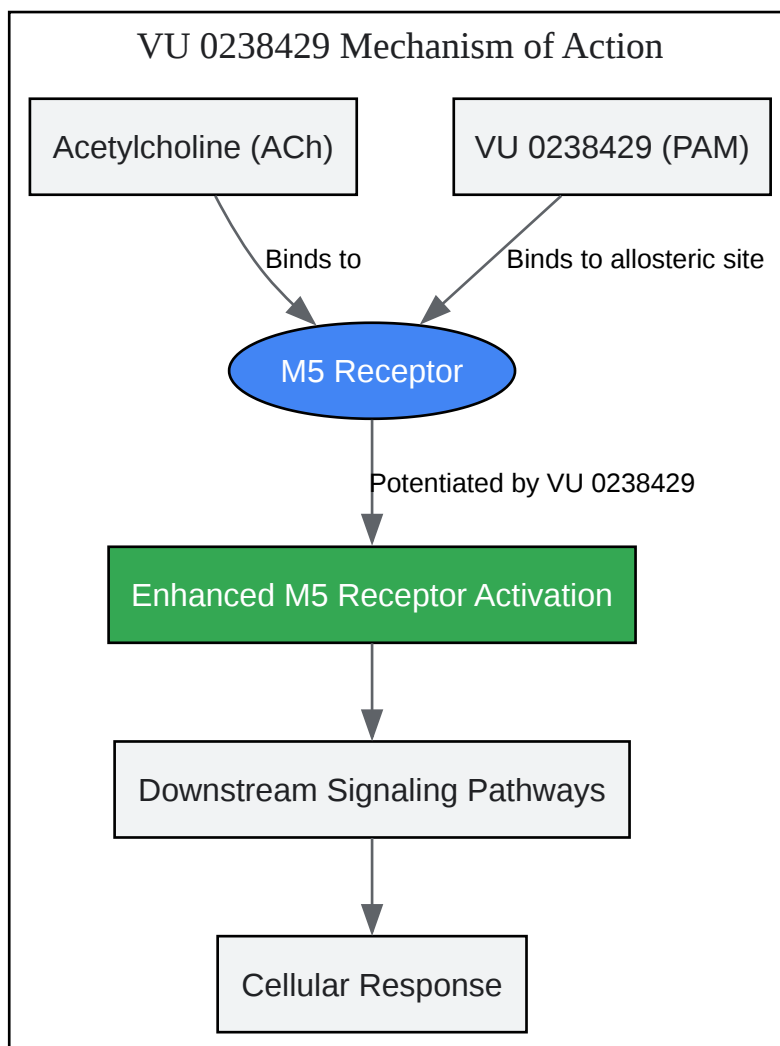 VU 0238429 Mechanism of Action
Acetylcholine (ACh)
VU 0238429 (PAM)
Binds to
Binds to allosteric site
M5 Receptor
Potentiated by VU 0238429
Enhanced M5 Receptor Activation
Downstream Signaling Pathways
Cellular Response